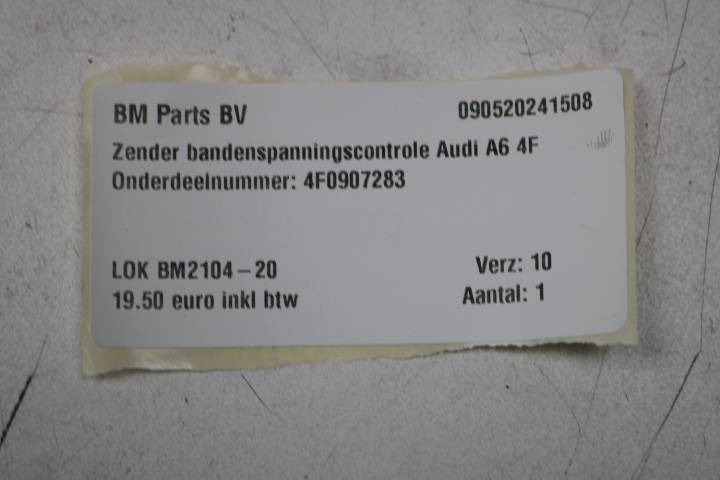 BM Parts BV 090520241508
Zender bandenspanningscontrole Audi A6 4F
Onderdeelnummer: 4F0907283
LOK BM2104-20 Verz: 10
19.50 euro inkl btw Aantal: 1